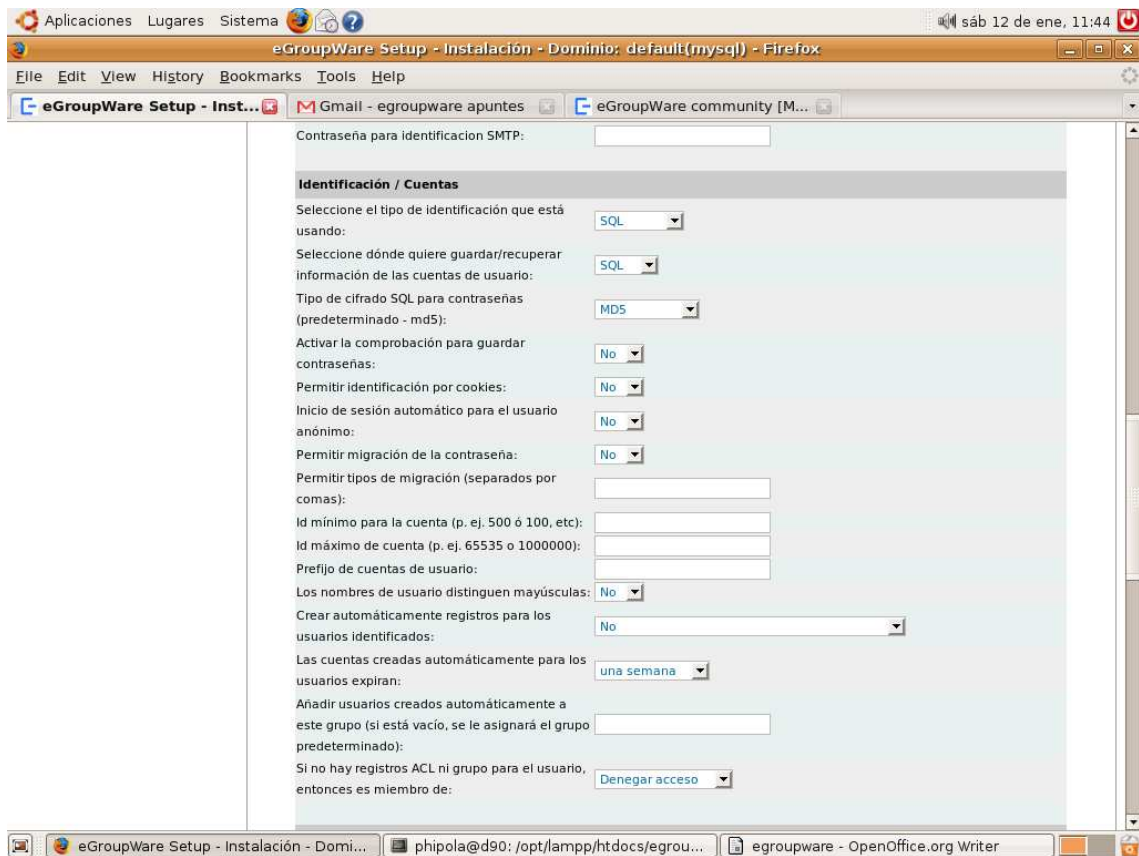 Aplicaciones Lugares Sistema
sáb 12 de ene, 11:44
eGroupWare Setup - Instalación - Dominio: default(mysql) - Firefox
File Edit View History Bookmarks Tools Help
eGroupWare Setup - Inst...
Gmail - egroupware apuntes
eGroupWare community [M...
Contraseña para identificacion SMTP:
Identificación / Cuentas
Seleccione el tipo de identificación que está
usando:
SQL
Seleccione dónde quiere guardar/recuperar
información de las cuentas de usuario:
SQL
Tipo de cifrado SQL para contraseñas
(predeterminado - md5):
MD5
Activar la comprobación para guardar
contraseñas:
No
Permitir identificación por cookies:
No
Inicio de sesión automático para el usuario
anónimo:
No
Permitir migración de la contraseña:
No
Permitir tipos de migración (separados por
comas):
Id mínimo para la cuenta (p. ej. 500 ó 100, etc):
Id máximo de cuenta (p. ej. 65535 o 1000000):
Prefijo de cuentas de usuario:
Los nombres de usuario distinguen mayúsculas:
No
Crear automáticamente registros para los
usuarios identificados:
No
Las cuentas creadas automáticamente para los
usuarios expiran:
una semana
Añadir usuarios creados automáticamente a
este grupo (si está vacío, se le asignará el grupo
predeterminado):
Si no hay registros ACL ni grupo para el usuario,
entonces es miembro de:
Denegar acceso
eGroupWare Setup - Instalación - Domi...
phipola@d90: /opt/lampp/htdocs/egrou...
egroupware - OpenOffice.org Writer